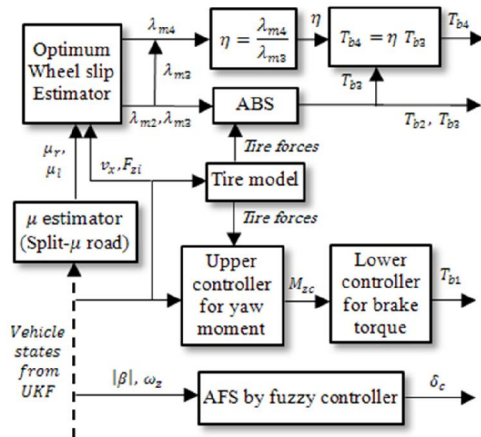 Optimum
Wheel slip
Estimator
λm4
λm3
λm2, λm3
η = λm4 / λm3
η
Tb4 = η Tb3
Tb4
Tb3
ABS
Tb2, Tb3
Tire forces
μr,
μl
vx, Fzi
Tire model
Tire forces
μ estimator
(Split-μ road)
Upper
controller
for yaw
moment
Mzc
Lower
controller
for brake
torque
Tb1
Vehicle
states
from
UKF
|β|, ωz
AFS by fuzzy controller
δc